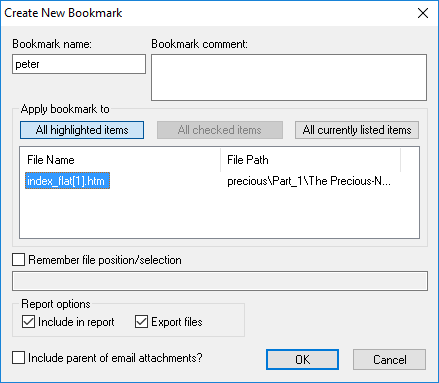 Create New Bookmark
Bookmark name:
Bookmark comment:
peter
Apply bookmark to
All highlighted items
All checked items
All currently listed items
File Name
File Path
index_flat[1].htm
precious\Part_1\The Precious-N...
Remember file position/selection
Report options
Include in report
Export files
Include parent of email attachments?
OK
Cancel